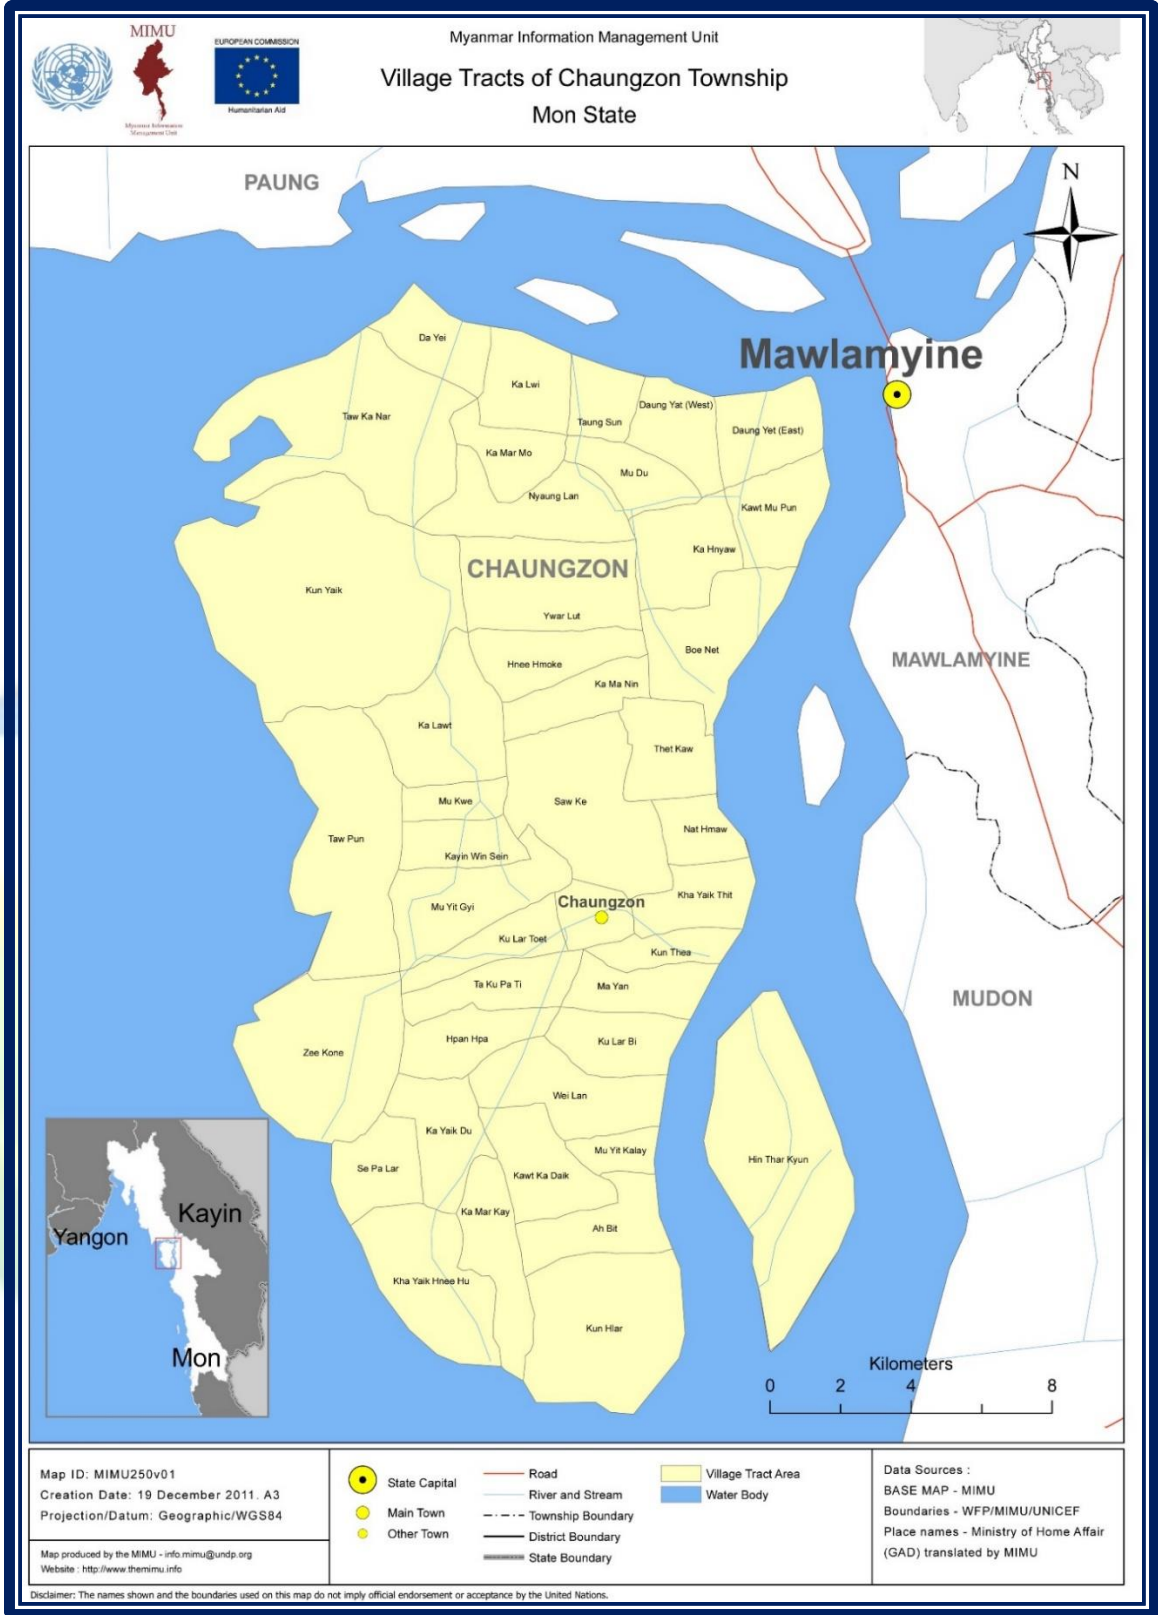 MIMU
Myanmar Information
Management Unit
EUROPEAN COMMISSION
Humanitarian Aid
Myanmar Information Management Unit
Village Tracts of Chaungzon Township
Mon State
PAUNG
N
Mawlamyine
Da Yei
Ka Lwi
Taw Ka Nar
Taung Sun
Daung Yat (West)
Daung Yet (East)
Ka Mar Mo
Mu Du
Nyaung Lan
Kawt Mu Pun
Ka Hnyaw
CHAUNGZON
Kun Yaik
Ywar Lut
Boe Net
MAWLAMYINE
Hnee Hmoke
Ka Ma Nin
Ka Lawt
Thet Kaw
Mu Kwe
Saw Ke
Nat Hmaw
Taw Pun
Kayin Win Sein
Kha Yaik Thit
Chaungzon
Mu Yit Gyi
Ku Lar Toet
Kun Thea
Ta Ku Pa Ti
Ma Yan
MUDON
Hpan Hpa
Ku Lar Bi
Zee Kone
Wei Lan
Ka Yaik Du
Mu Yit Kalay
Hin Thar Kyun
Se Pa Lar
Kawt Ka Daik
Ka Mar Kay
Ah Bit
Kha Yaik Hnee Hu
Kun Hlar
Kayin
Yangon
Mon
Kilometers
0 2 4 8
Map ID: MIMU250v01
Creation Date: 19 December 2011. A3
Projection/Datum: Geographic/WGS84
Map produced by the MIMU - info.mimu@undp.org
Website : http://www.themimu.info
State Capital
Main Town
Other Town
Road
River and Stream
Township Boundary
District Boundary
State Boundary
Village Tract Area
Water Body
Data Sources :
BASE MAP - MIMU
Boundaries - WFP/MIMU/UNICEF
Place names - Ministry of Home Affair
(GAD) translated by MIMU
Disclaimer: The names shown and the boundaries used on this map do not imply official endorsement or acceptance by the United Nations.